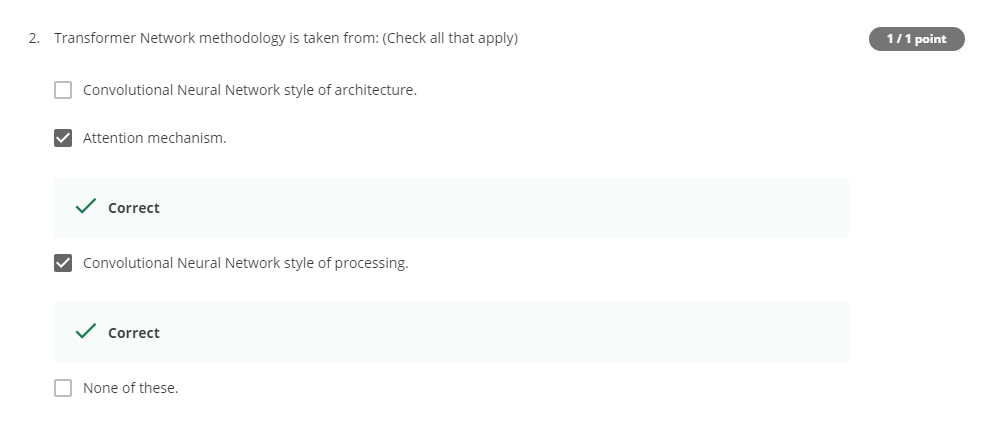 2. Transformer Network methodology is taken from: (Check all that apply)
1 / 1 point
Convolutional Neural Network style of architecture.
Attention mechanism.
Correct
Convolutional Neural Network style of processing.
Correct
None of these.